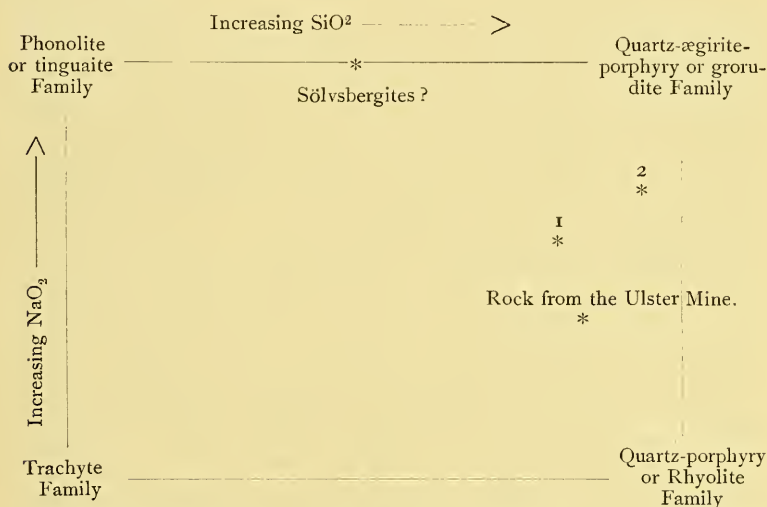 Increasing SiO²
Phonolite
or tinguaite
Family
Quartz-ægirite-
porphyry or groru-
dite Family
*
Sölvsbergites ?
2
*
1
*
Rock from the Ulster Mine.
*
Increasing NaO₂
Trachyte
Family
Quartz-porphyry
or Rhyolite
Family